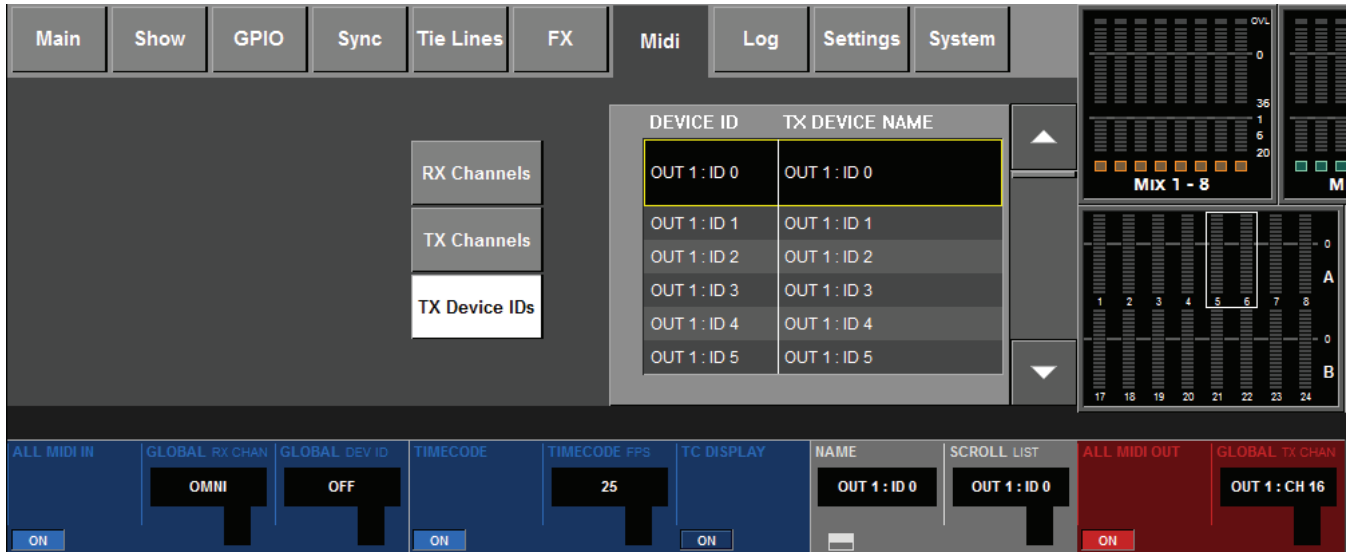 Main Show GPIO Sync Tie Lines FX Midi Log Settings System
DEVICE ID TX DEVICE NAME
OUT 1 : ID 0 OUT 1 : ID 0
OUT 1 : ID 1 OUT 1 : ID 1
OUT 1 : ID 2 OUT 1 : ID 2
OUT 1 : ID 3 OUT 1 : ID 3
OUT 1 : ID 4 OUT 1 : ID 4
OUT 1 : ID 5 OUT 1 : ID 5
RX Channels
TX Channels
TX Device IDs
OVL
0
36
1
6
20
MIX 1 - 8
M
0
A
1 2 3 4 5 6 7 8
0
B
17 18 19 20 21 22 23 24
ALL MIDI IN GLOBAL RX CHAN GLOBAL DEV ID TIMECODE TIMECODE FPS TC DISPLAY NAME SCROLL LIST ALL MIDI OUT GLOBAL TX CHAN
OMNI OFF 25 OUT 1 : ID 0 OUT 1 : ID 0 OUT 1 : CH 16
ON ON ON ON